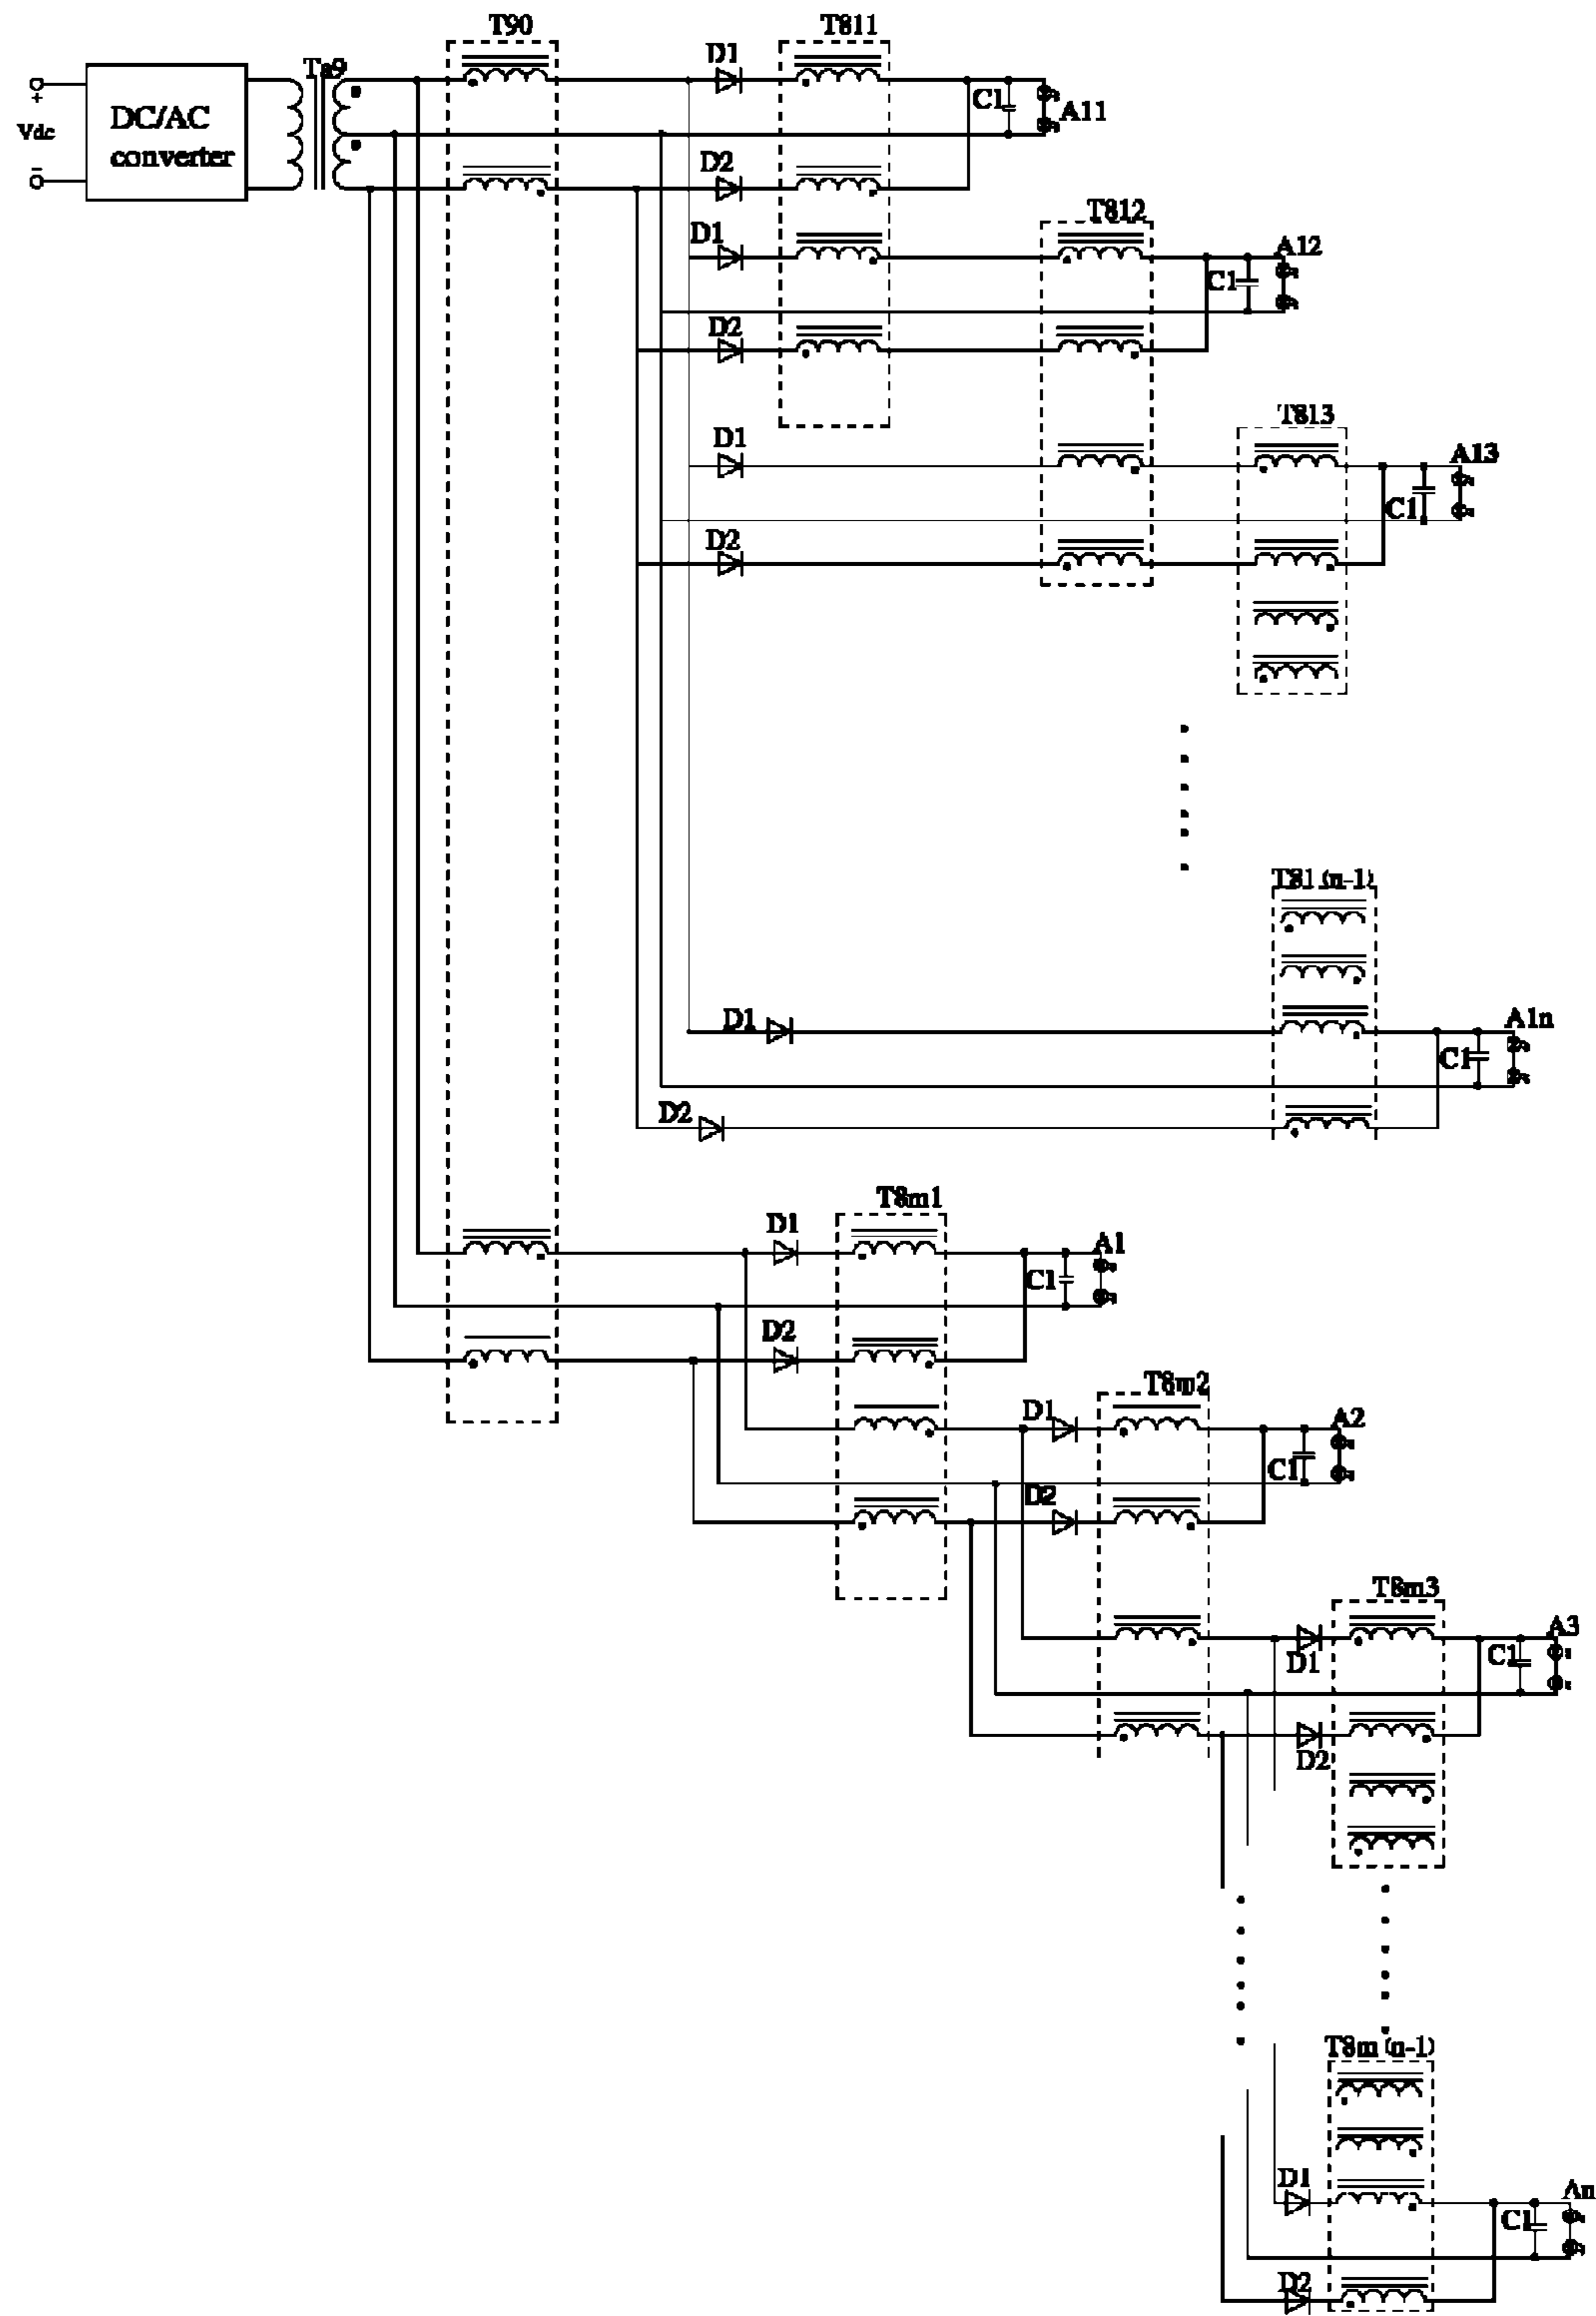 T90
T811
Ta9
D1
+
Vdc
-
DC/AC
converter
C1
A11
D2
T812
D1
A12
C1
D2
T813
D1
A13
C1
D2
T81(n-1)
D1
A1n
C1
D2
T8m1
D1
A1
C1
D2
T8m2
D1
A2
C1
D2
T8m3
A3
D1
C1
D2
T8m(n-1)
D1
An
C1
D2